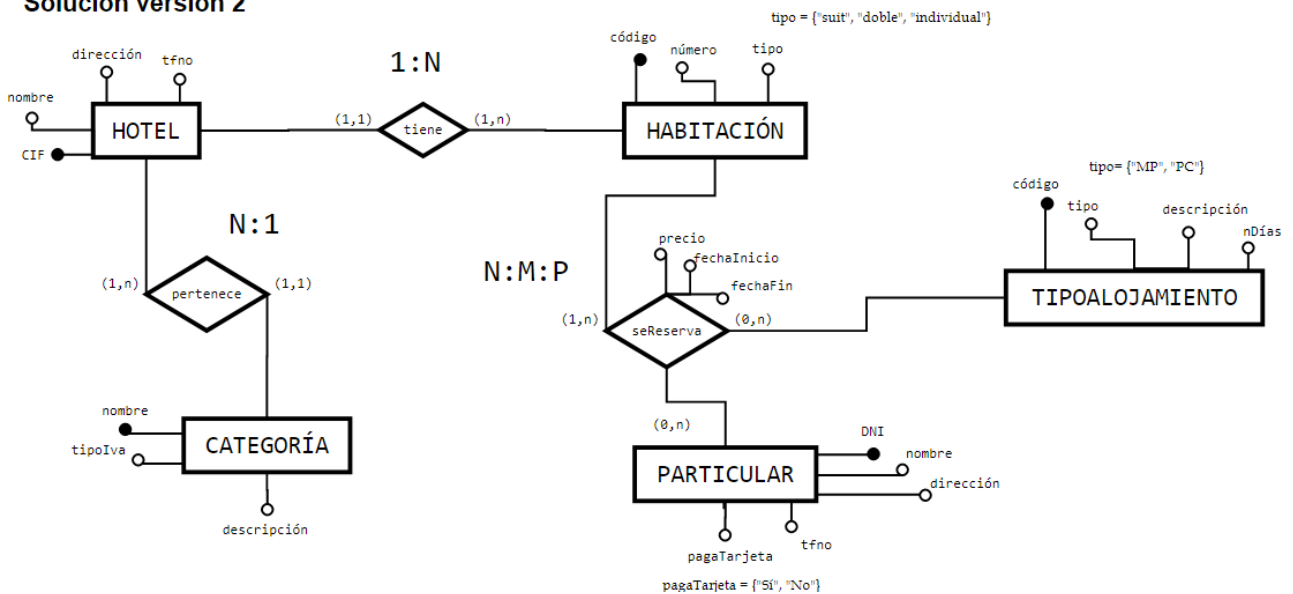 Solución versión 2
tipo = {"suit", "doble", "individual"}
código
número
tipo
dirección
tfno
1:N
nombre
(1,1)
(1,n)
HOTEL
tiene
HABITACIÓN
CIF
tipo= {"MP", "PC"}
código
tipo
descripción
nDías
N:1
precio
fechaInicio
N:M:P
fechaFin
(1,n)
pertenece
(1,1)
TIPOALOJAMIENTO
(1,n)
seReserva
(0,n)
nombre
tipoIva
CATEGORÍA
(0,n)
DNI
nombre
PARTICULAR
dirección
descripción
tfno
pagaTarjeta
pagaTarjeta = {"Sí", "No"}